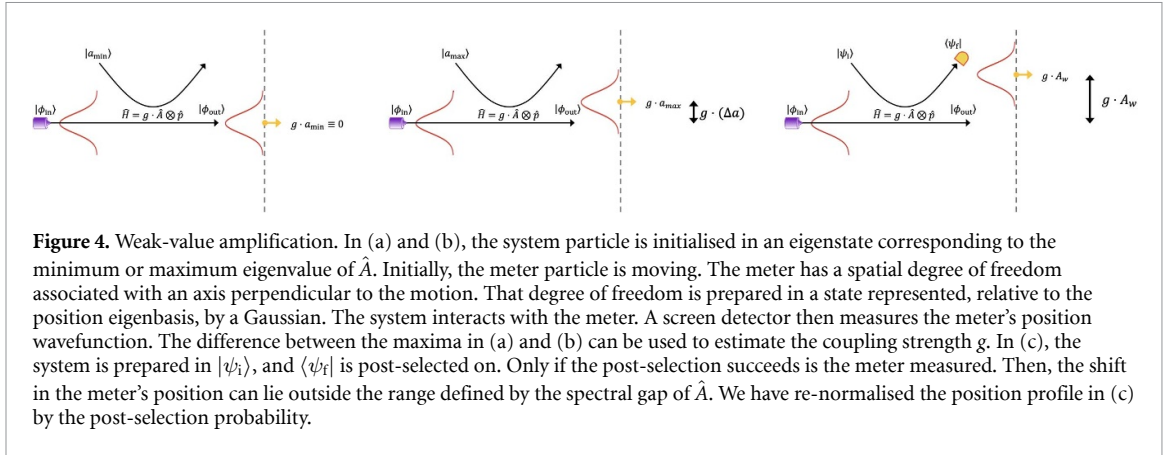 |a_min⟩
|ϕ_in⟩
Ĥ = g · Â ⊗ p̂
|ϕ_out⟩
g · a_min ≡ 0
|a_max⟩
|ϕ_in⟩
Ĥ = g · Â ⊗ p̂
|ϕ_out⟩
g · a_max
g · (Δa)
|ψ_i⟩
⟨ψ_f|
|ϕ_in⟩
Ĥ = g · Â ⊗ p̂
|ϕ_out⟩
g · A_w
g · A_w
Figure 4. Weak-value amplification. In (a) and (b), the system particle is initialised in an eigenstate corresponding to the
minimum or maximum eigenvalue of Â. Initially, the meter particle is moving. The meter has a spatial degree of freedom
associated with an axis perpendicular to the motion. That degree of freedom is prepared in a state represented, relative to the
position eigenbasis, by a Gaussian. The system interacts with the meter. A screen detector then measures the meter's position
wavefunction. The difference between the maxima in (a) and (b) can be used to estimate the coupling strength g. In (c), the
system is prepared in |ψ_i⟩, and ⟨ψ_f| is post-selected on. Only if the post-selection succeeds is the meter measured. Then, the shift
in the meter's position can lie outside the range defined by the spectral gap of Â. We have re-normalised the position profile in (c)
by the post-selection probability.